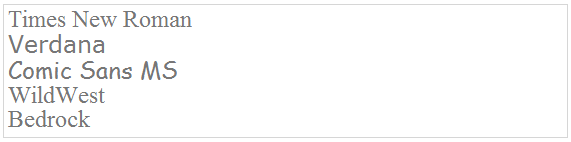 Times New Roman
Verdana
Comic Sans MS
WildWest
Bedrock